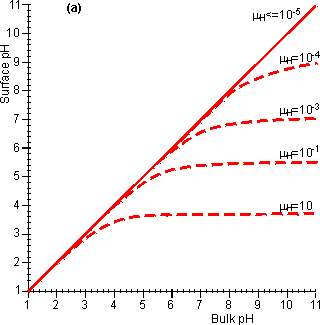 (a)
Surface pH
11
10
9
8
7
6
5
4
3
2
1
μH<=10-5
μH=10-4
μH=10-3
μH=10-1
μH=10
1 2 3 4 5 6 7 8 9 10 11
Bulk pH